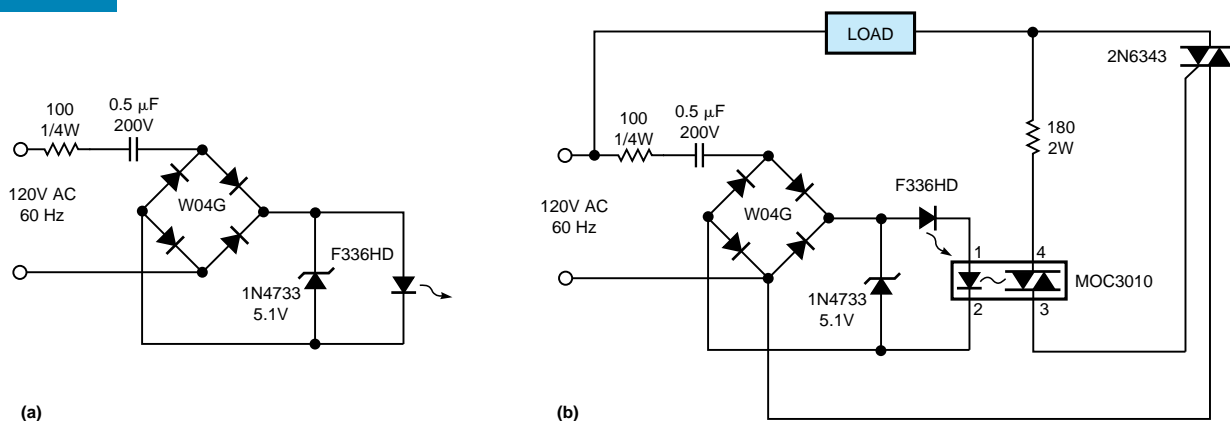 100
1/4W
0.5 μF
200V
120V AC
60 Hz
W04G
F336HD
1N4733
5.1V
(a)
LOAD
2N6343
100
1/4W
0.5 μF
200V
180
2W
120V AC
60 Hz
W04G
F336HD
1
4
MOC3010
2
3
1N4733
5.1V
(b)